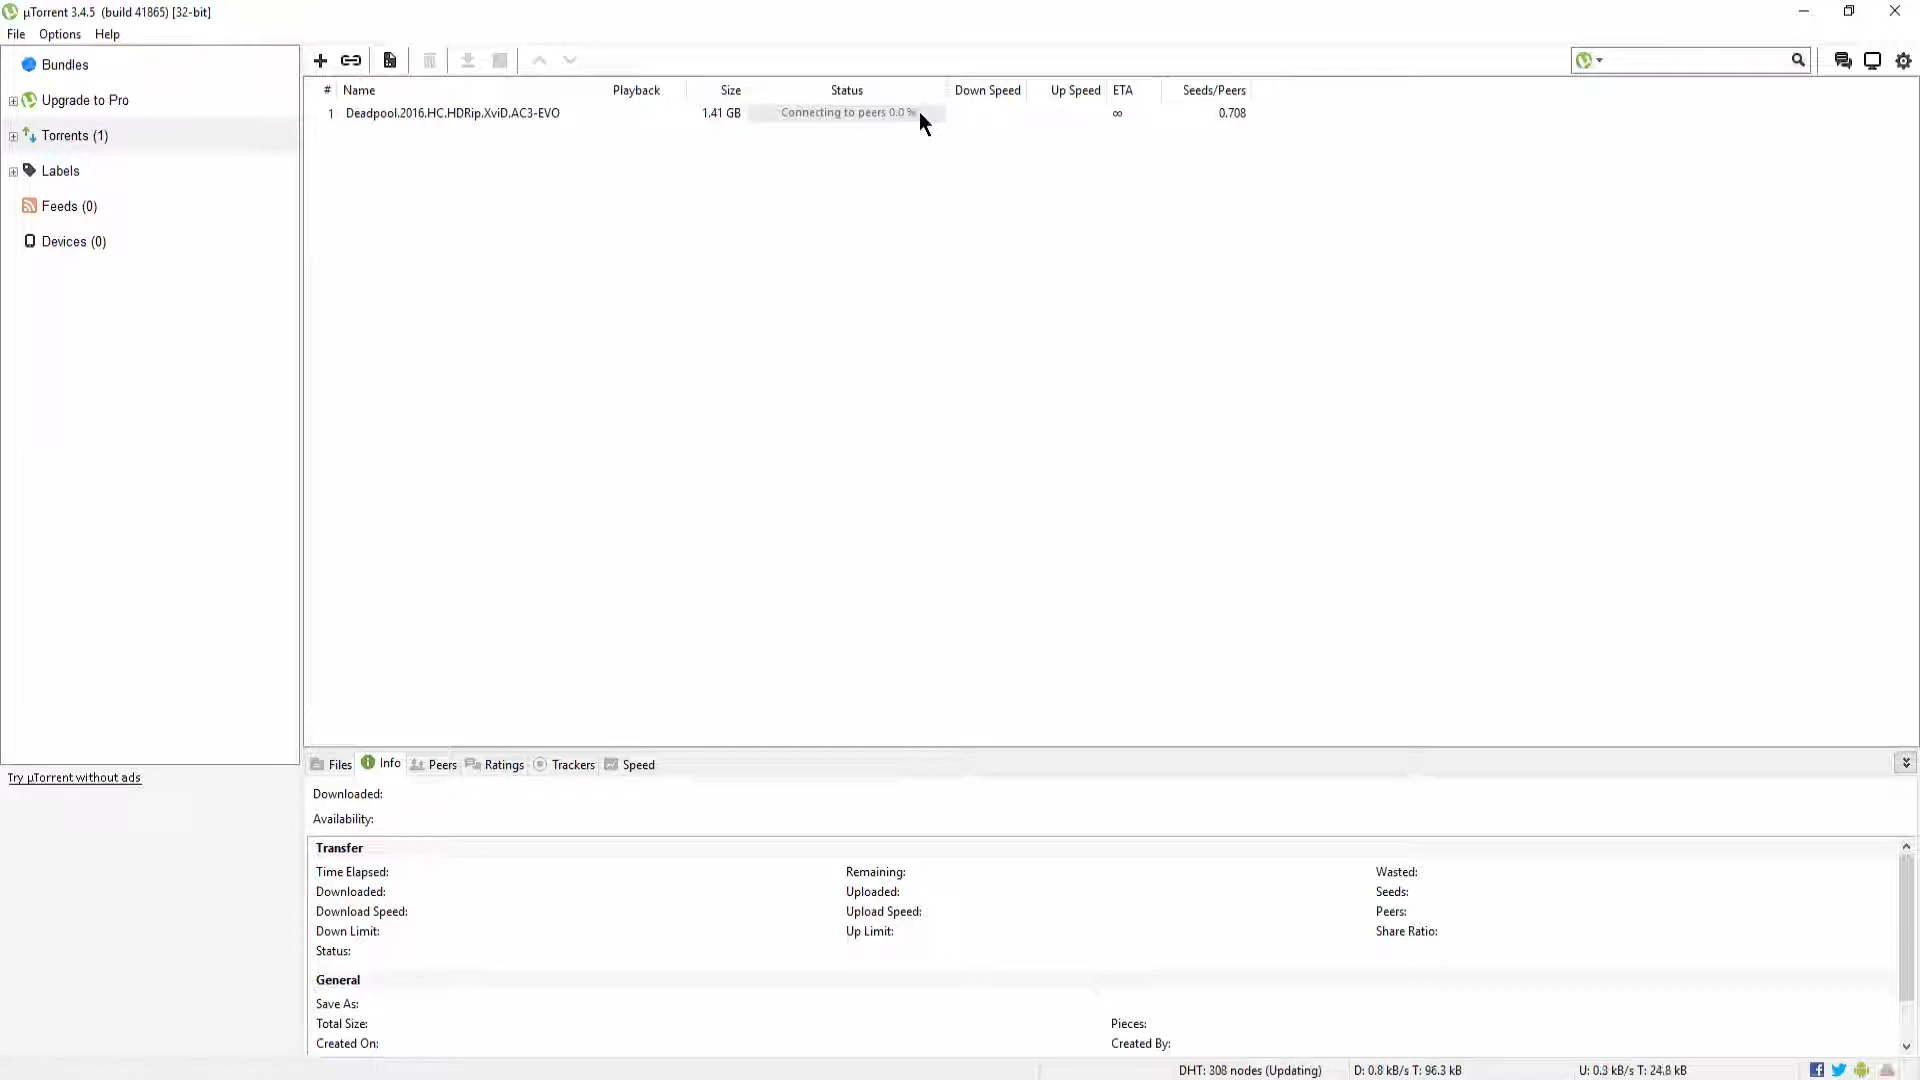 µTorrent 3.4.5 (build 41865) [32-bit]
File Options Help
Bundles
Upgrade to Pro
Torrents (1)
Labels
Feeds (0)
Devices (0)
Try µTorrent without ads
# Name Playback Size Status Down Speed Up Speed ETA Seeds/Peers
1 Deadpool.2016.HC.HDRip.XviD.AC3-EVO 1.41 GB Connecting to peers 0.0 % ∞ 0.708
Files Info Peers Ratings Trackers Speed
Downloaded:
Availability:
Transfer
Time Elapsed: Remaining: Wasted:
Downloaded: Uploaded: Seeds:
Download Speed: Upload Speed: Peers:
Down Limit: Up Limit: Share Ratio:
Status:
General
Save As:
Total Size: Pieces:
Created On: Created By:
DHT: 308 nodes (Updating) D: 0.8 kB/s T: 96.3 kB U: 0.3 kB/s T: 24.8 kB